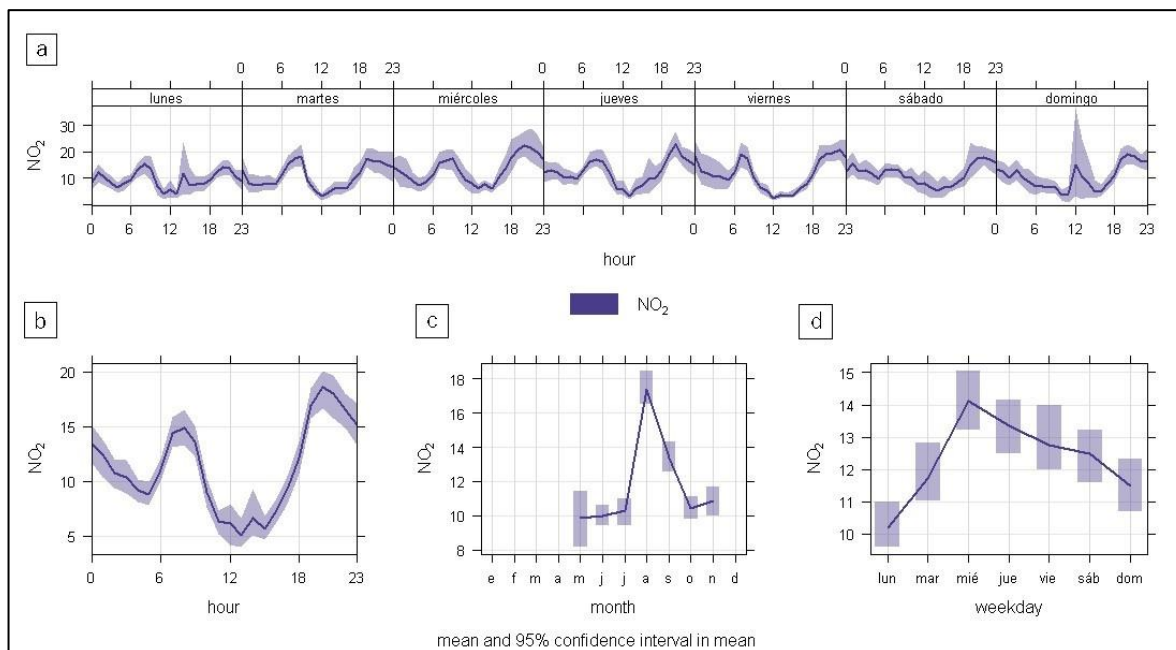 a
0 6 12 18 23 0 6 12 18 23 0 6 12 18 23
lunes martes miércoles jueves viernes sábado domingo
30
20
10
NO₂
0 6 12 18 23 0 6 12 18 23 0 6 12 18 23 0 6 12 18 23
hour
NO₂
b
20
15
10
5
NO₂
0 6 12 18 23
hour
c
18
16
14
12
10
8
NO₂
e f m a m j j a s o n d
month
d
15
14
13
12
11
10
NO₂
lun mar mié jue vie sáb dom
weekday
mean and 95% confidence interval in mean